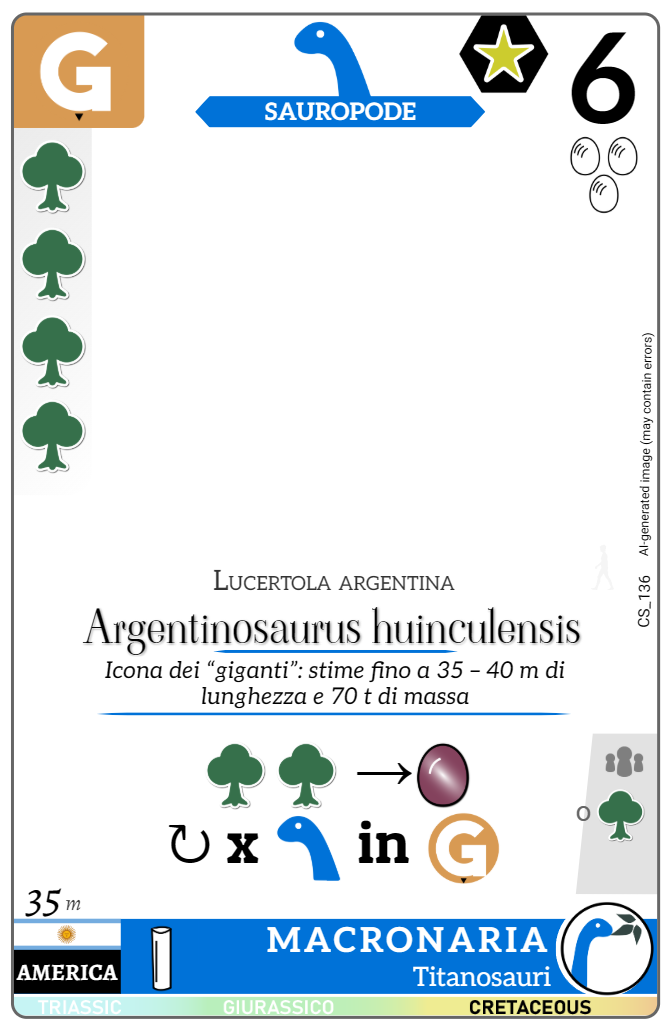 G
SAUROPODE
6
AI-generated image (may contain errors)
CS_136
LUCERTOLA ARGENTINA
Argentinosaurus huinculensis
Icona dei “giganti”: stime fino a 35 – 40 m di
lunghezza e 70 t di massa
o
x in G
35 m
AMERICA
MACRONARIA
Titanosauri
TRIASSIC GIURASSICO CRETACEOUS